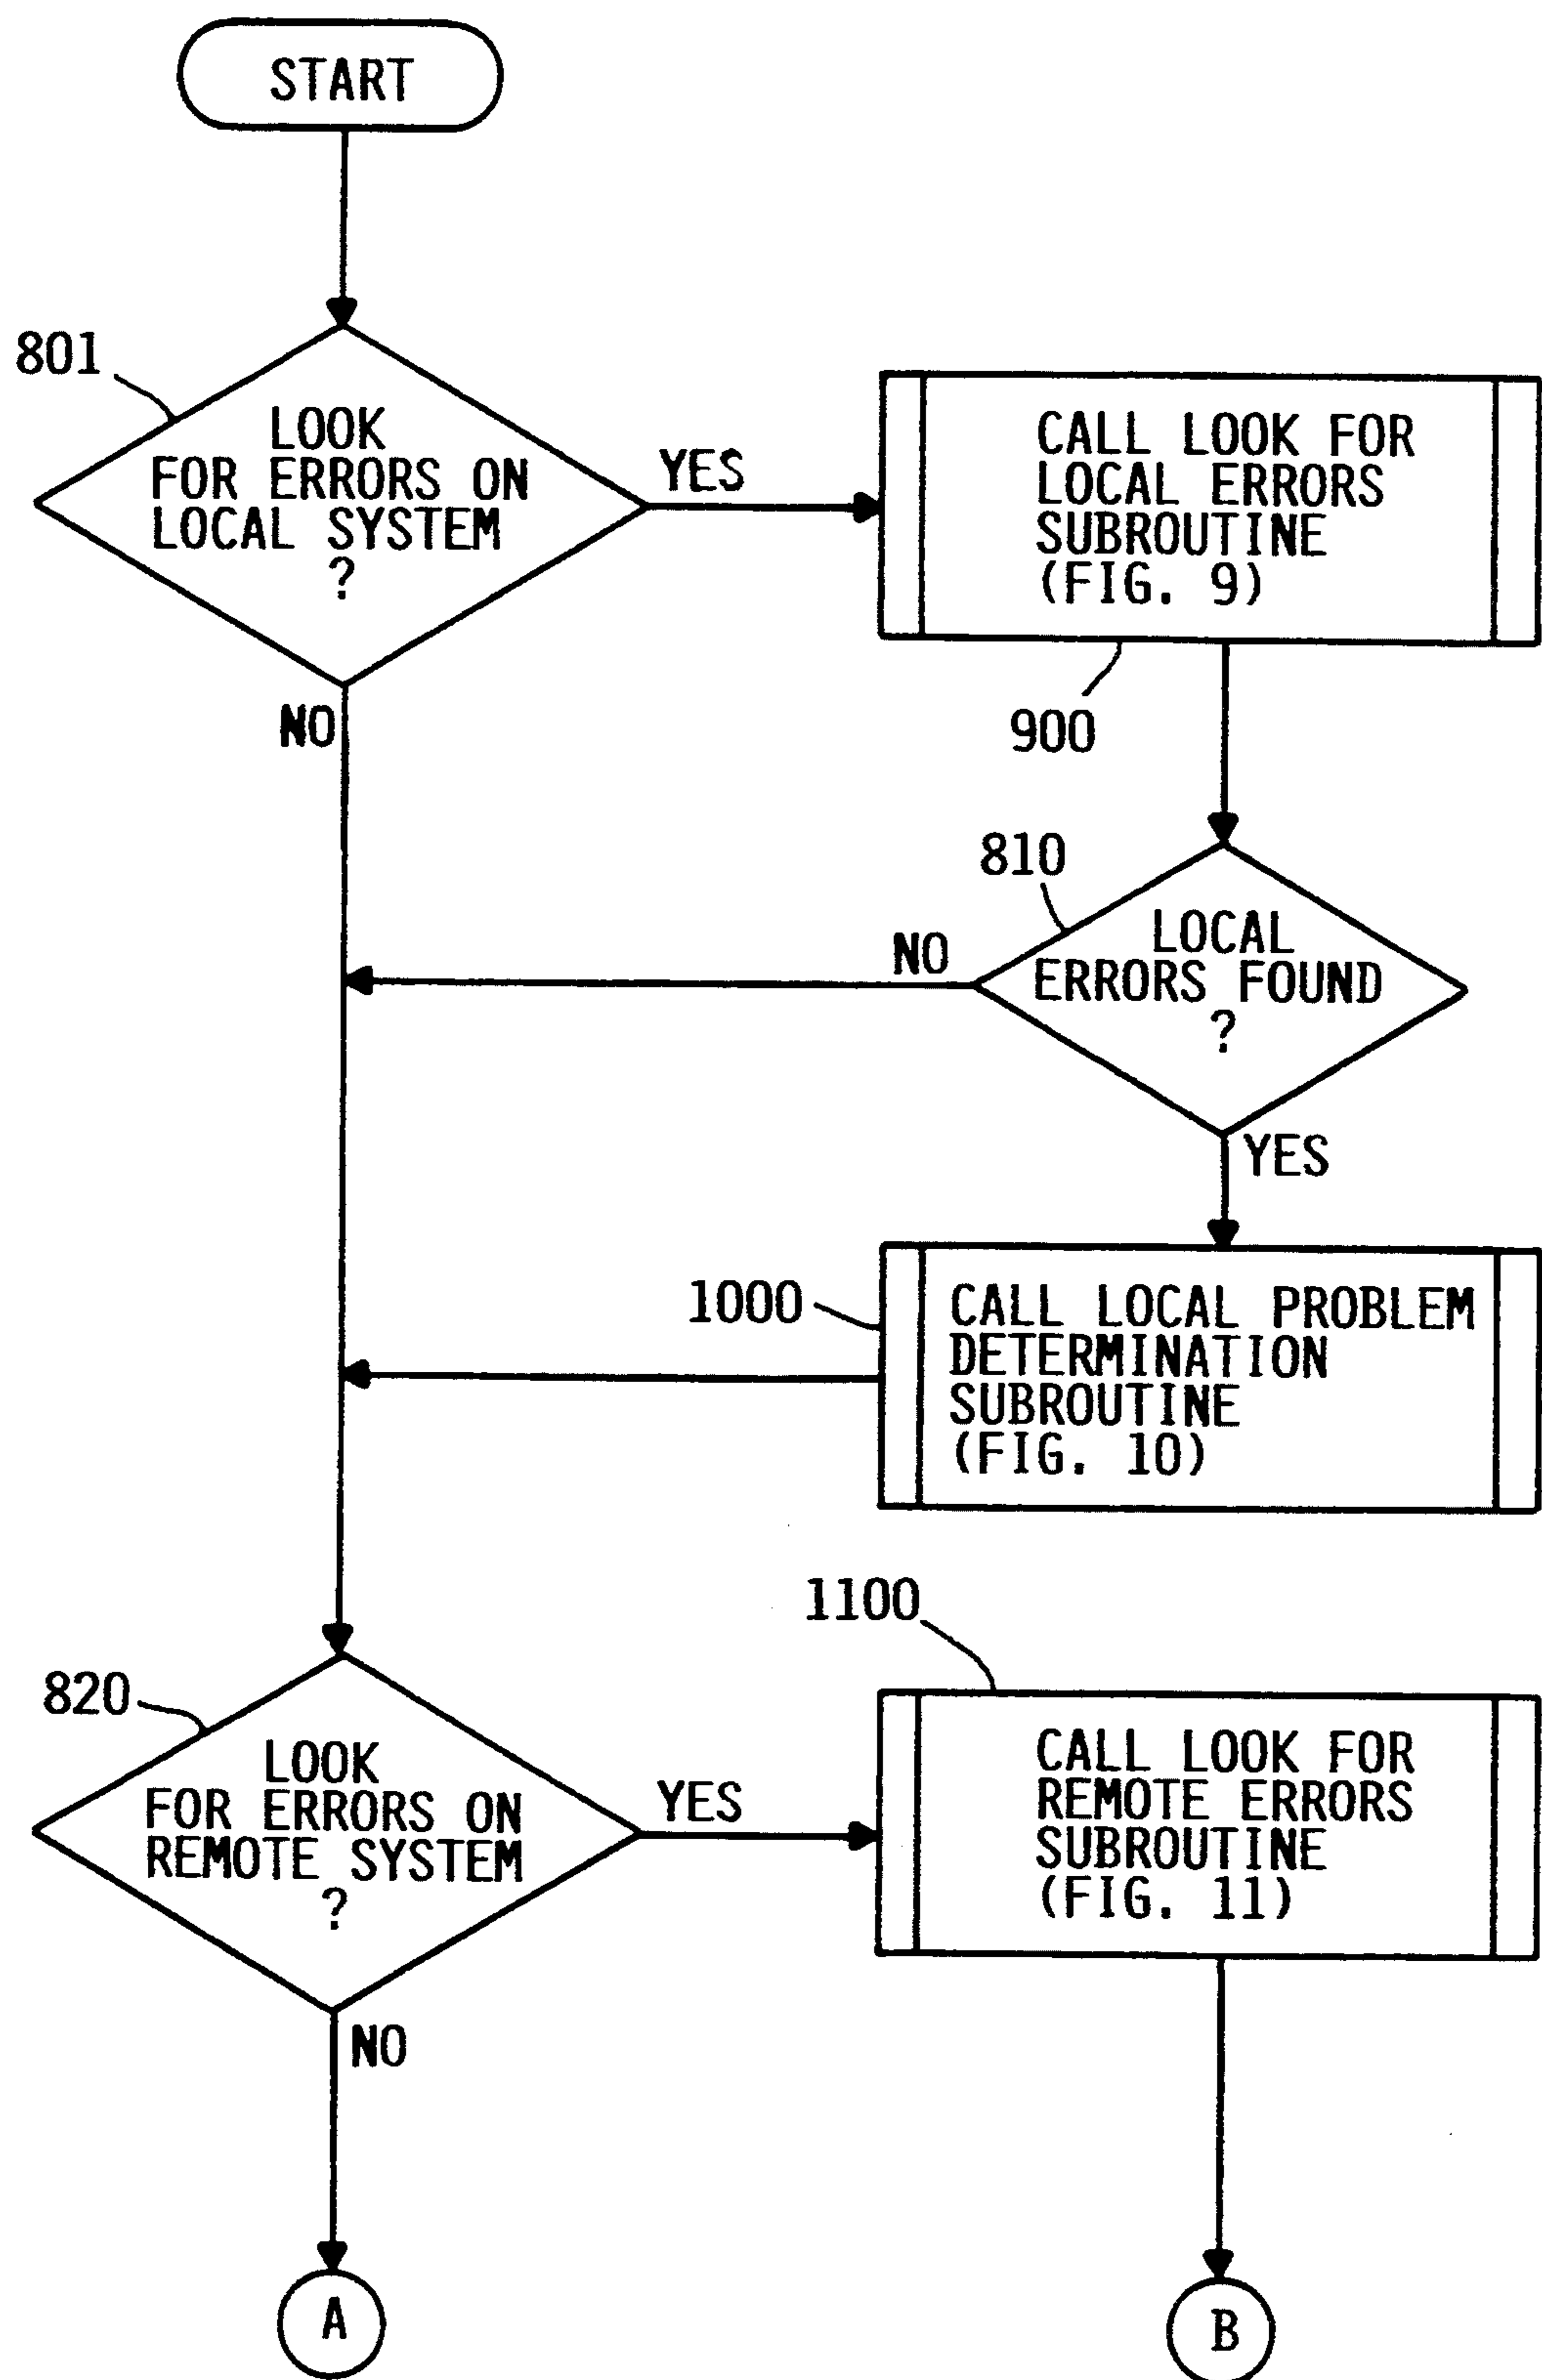 START
801
LOOK
FOR ERRORS ON
LOCAL SYSTEM
?
YES
NO
CALL LOOK FOR
LOCAL ERRORS
SUBROUTINE
(FIG. 9)
900
810
LOCAL
ERRORS FOUND
?
NO
YES
1000
CALL LOCAL PROBLEM
DETERMINATION
SUBROUTINE
(FIG. 10)
820
LOOK
FOR ERRORS ON
REMOTE SYSTEM
?
YES
NO
1100
CALL LOOK FOR
REMOTE ERRORS
SUBROUTINE
(FIG. 11)
A
B